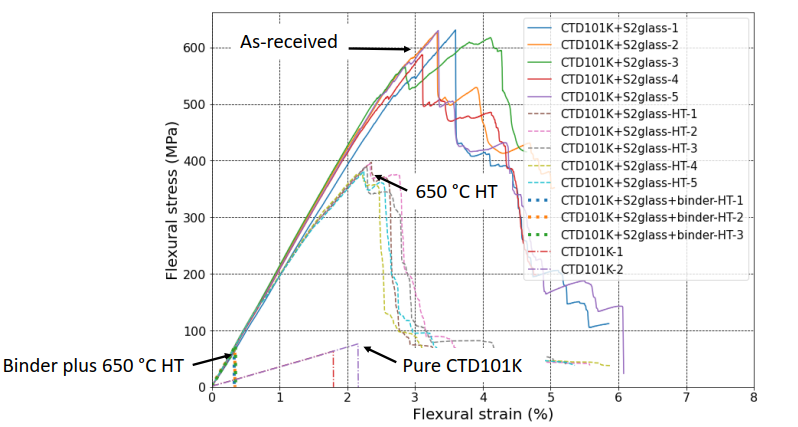 Flexural stress (MPa)
600
500
400
300
200
100
0
As-received
650 °C HT
Binder plus 650 °C HT
Pure CTD101K
CTD101K+S2glass-1
CTD101K+S2glass-2
CTD101K+S2glass-3
CTD101K+S2glass-4
CTD101K+S2glass-5
CTD101K+S2glass-HT-1
CTD101K+S2glass-HT-2
CTD101K+S2glass-HT-3
CTD101K+S2glass-HT-4
CTD101K+S2glass-HT-5
CTD101K+S2glass+binder-HT-1
CTD101K+S2glass+binder-HT-2
CTD101K+S2glass+binder-HT-3
CTD101K-1
CTD101K-2
0 1 2 3 4 5 6 7 8
Flexural strain (%)